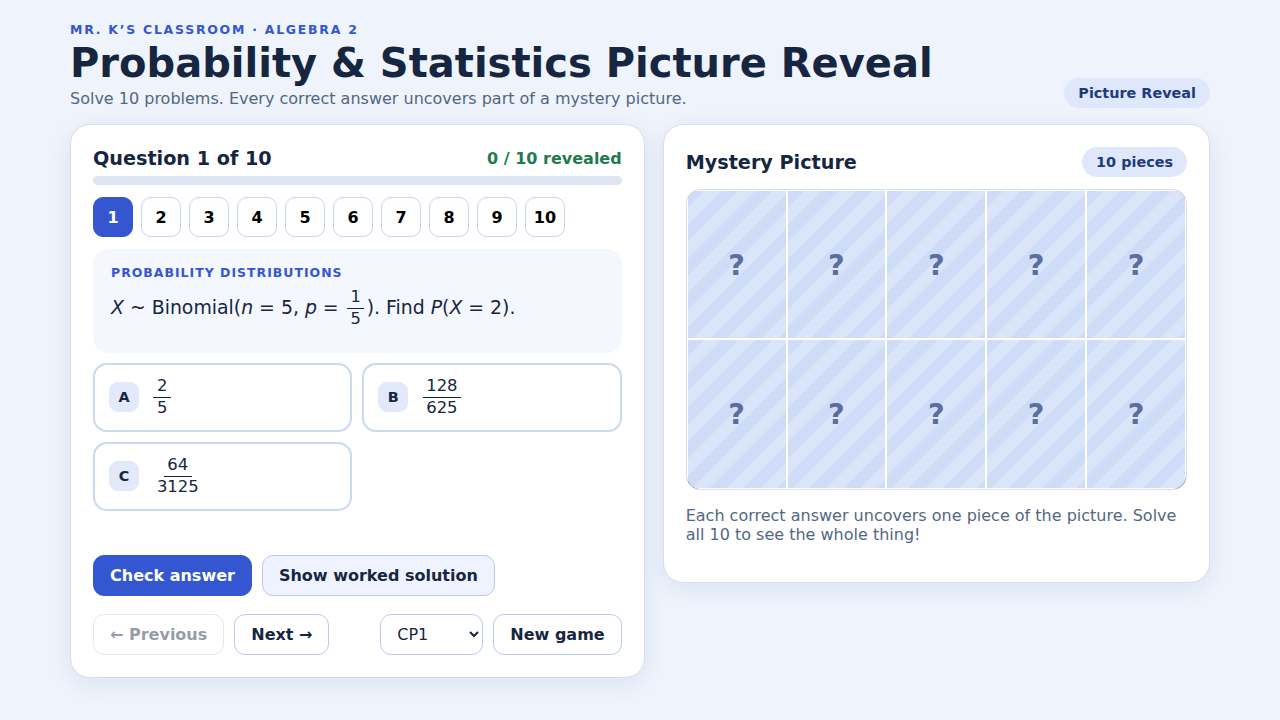 MR. K’S CLASSROOM · ALGEBRA 2
Probability & Statistics Picture Reveal
Solve 10 problems. Every correct answer uncovers part of a mystery picture.
Picture Reveal
Question 1 of 10
0 / 10 revealed
1 2 3 4 5 6 7 8 9 10
PROBABILITY DISTRIBUTIONS
X ~ Binomial(n = 5, p = 1/5). Find P(X = 2).
A 2/5
B 128/625
C 64/3125
Check answer
Show worked solution
← Previous
Next →
CP1
New game
Mystery Picture
10 pieces
? ? ? ? ?
? ? ? ? ?
Each correct answer uncovers one piece of the picture. Solve
all 10 to see the whole thing!